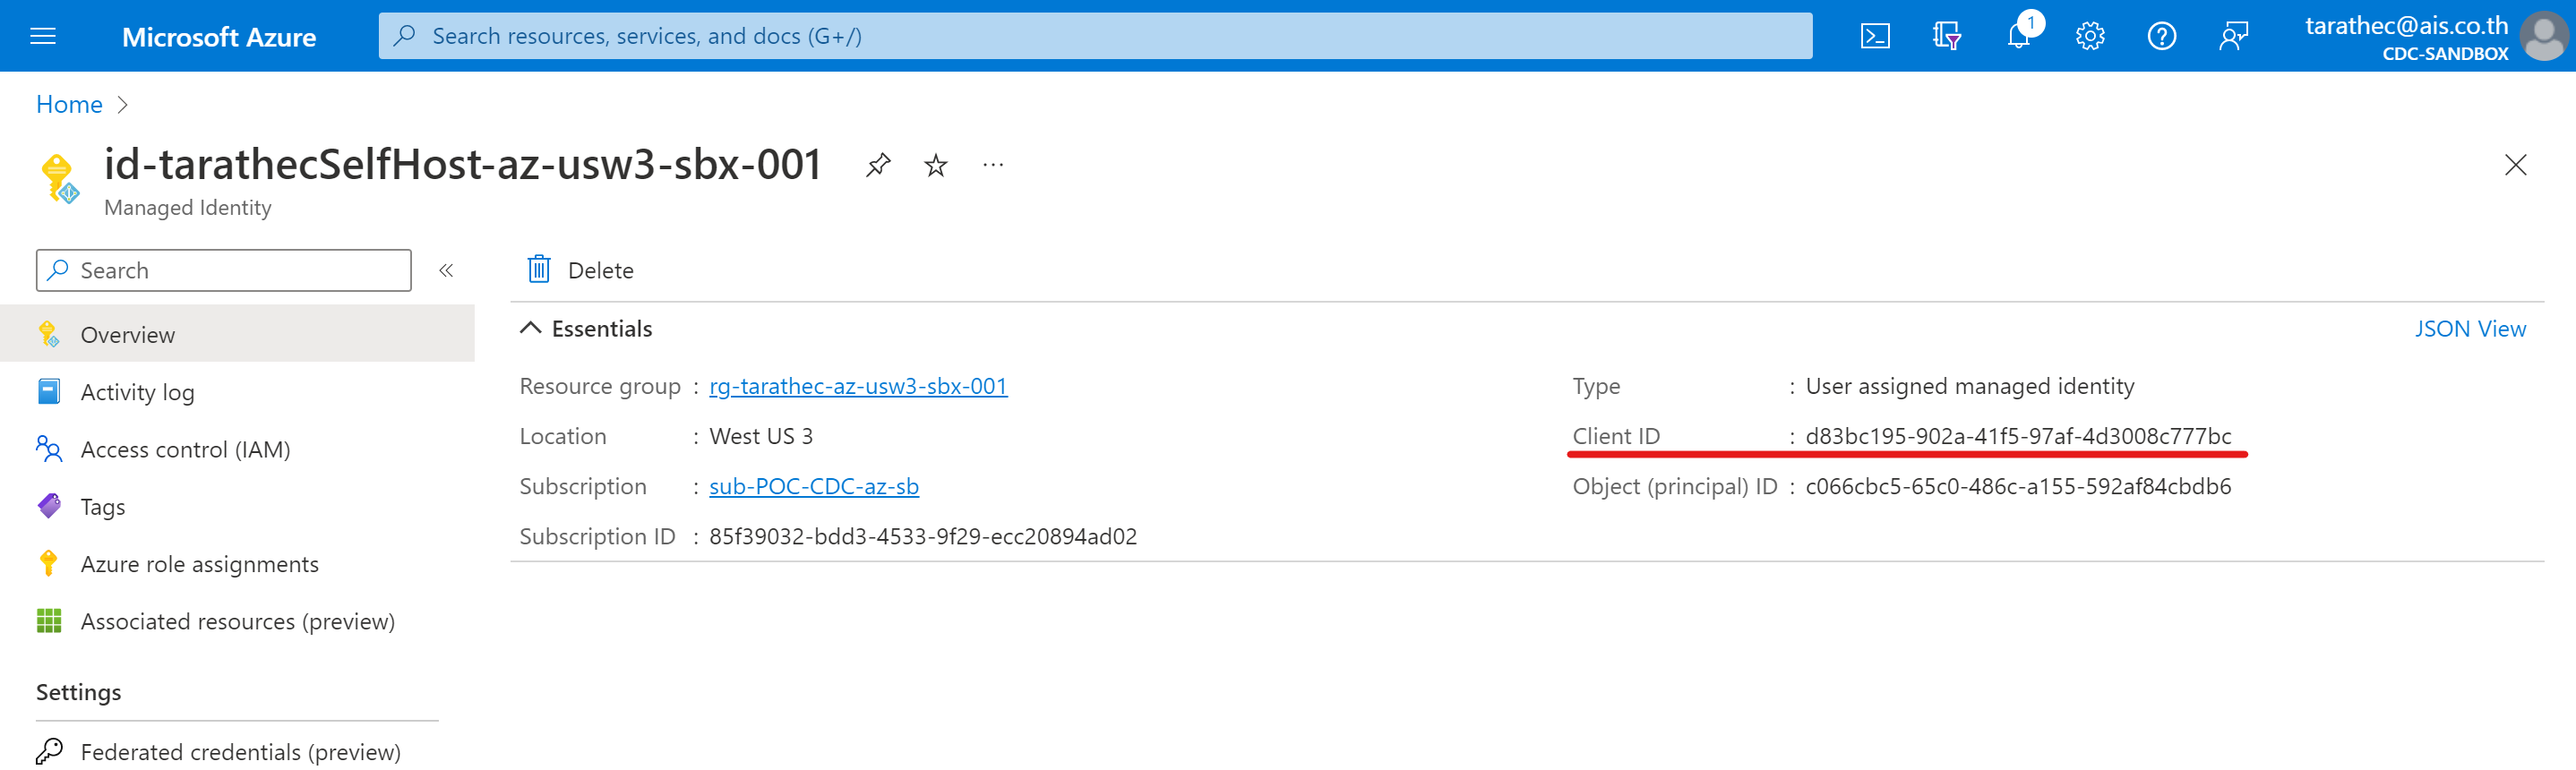 Microsoft Azure
Search resources, services, and docs (G+/)
1
tarathec@ais.co.th
CDC-SANDBOX
Home
id-tarathecSelfHost-az-usw3-sbx-001
Managed Identity
Search
Delete
Overview
Activity log
Access control (IAM)
Tags
Azure role assignments
Associated resources (preview)
Settings
Federated credentials (preview)
Essentials
JSON View
Resource group : rg-tarathec-az-usw3-sbx-001
Location : West US 3
Subscription : sub-POC-CDC-az-sb
Subscription ID : 85f39032-bdd3-4533-9f29-ecc20894ad02
Type : User assigned managed identity
Client ID : d83bc195-902a-41f5-97af-4d3008c777bc
Object (principal) ID : c066cbc5-65c0-486c-a155-592af84cbdb6